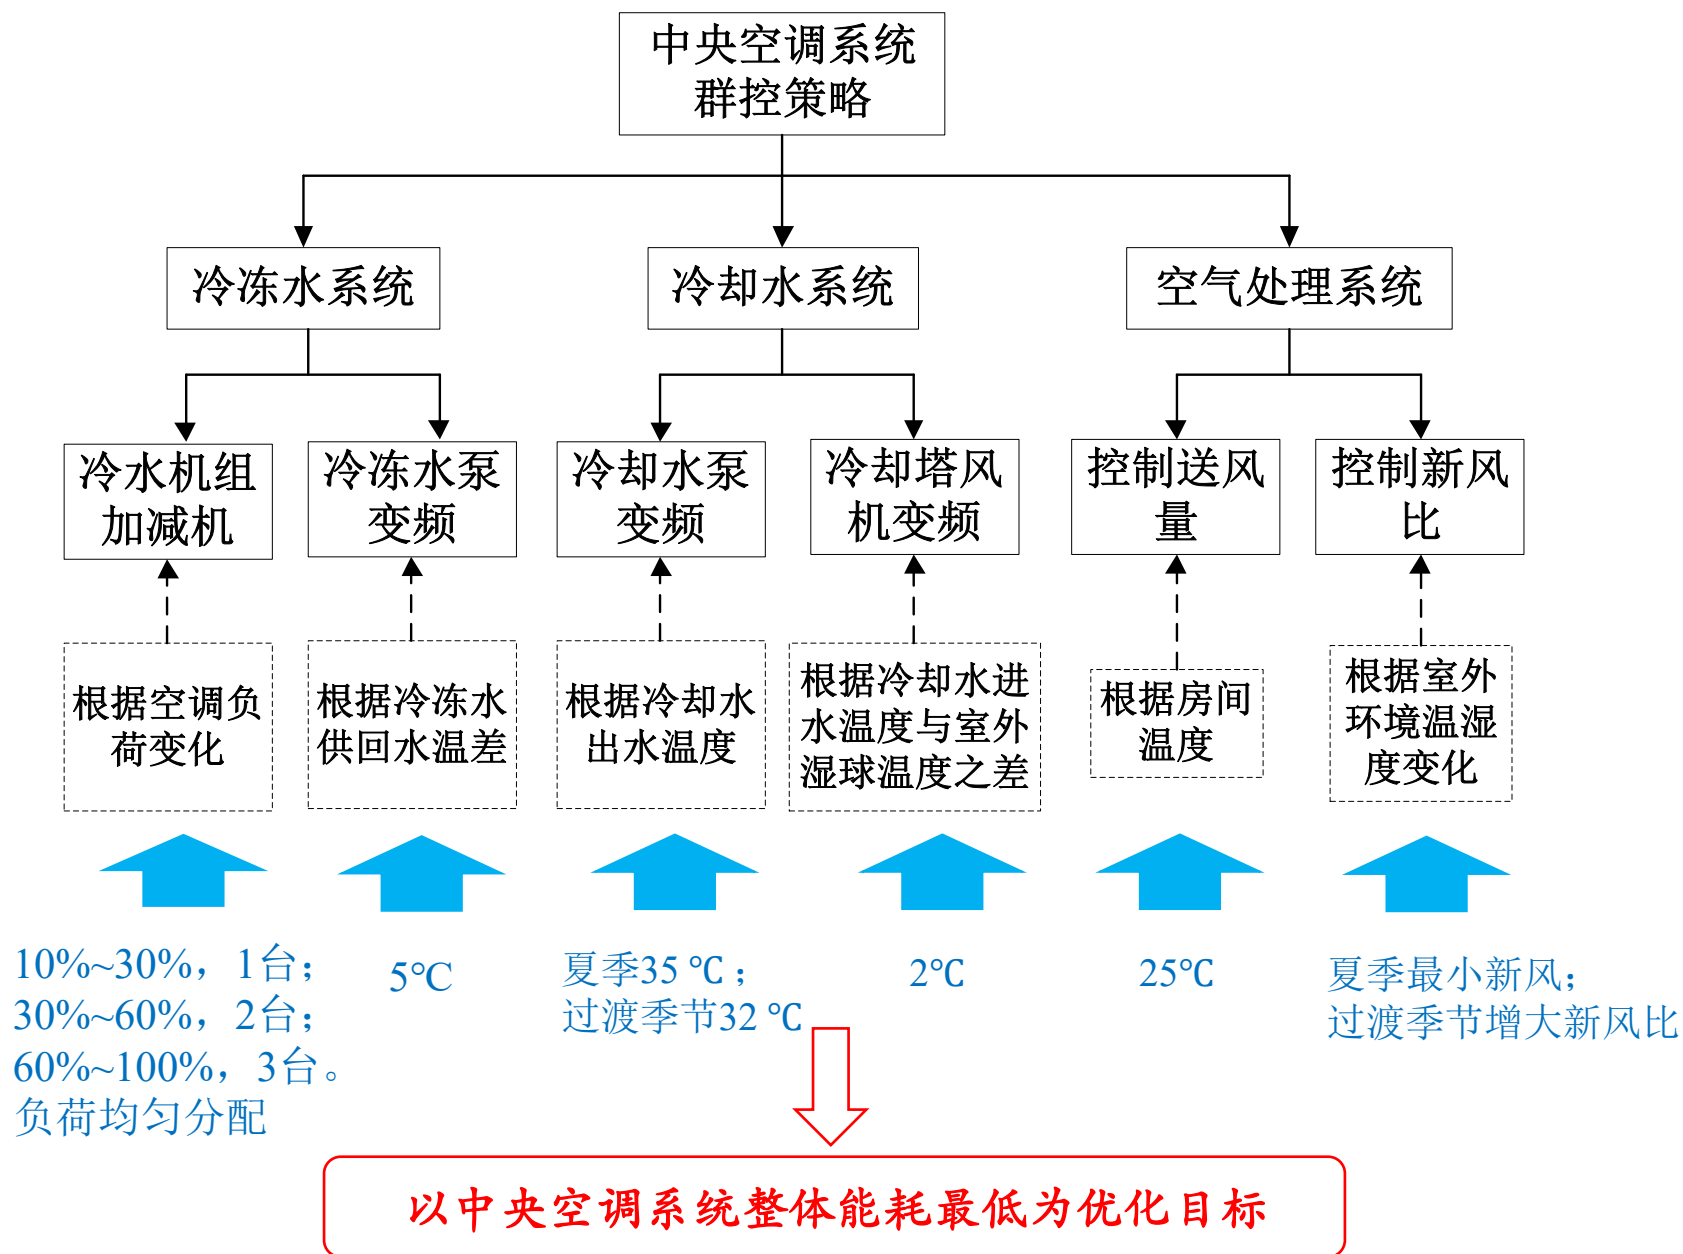 中央空调系统
群控策略
冷冻水系统
冷却水系统
空气处理系统
冷水机组
加减机
冷冻水泵
变频
冷却水泵
变频
冷却塔风
机变频
控制送风
量
控制新风
比
根据空调负
荷变化
根据冷冻水
供回水温差
根据冷却水
出水温度
根据冷却水进
水温度与室外
湿球温度之差
根据房间
温度
根据室外
环境温湿
度变化
10%~30%，1台；
30%~60%，2台；
60%~100%，3台。
负荷均匀分配
5℃
夏季35 ℃；
过渡季节32 ℃
2℃
25℃
夏季最小新风；
过渡季节增大新风比
以中央空调系统整体能耗最低为优化目标